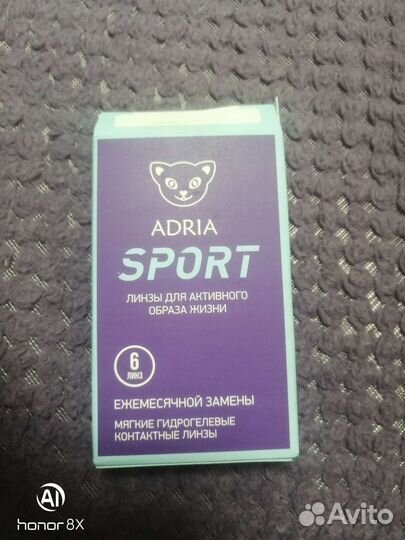 ADRIA
SPORT
ЛИНЗЫ ДЛЯ АКТИВНОГО
ОБРАЗА ЖИЗНИ
6
ЛИНЗ
ЕЖЕМЕСЯЧНОЙ ЗАМЕНЫ
МЯГКИЕ ГИДРОГЕЛЕВЫЕ
КОНТАКТНЫЕ ЛИНЗЫ
AI
honor 8X
Avito